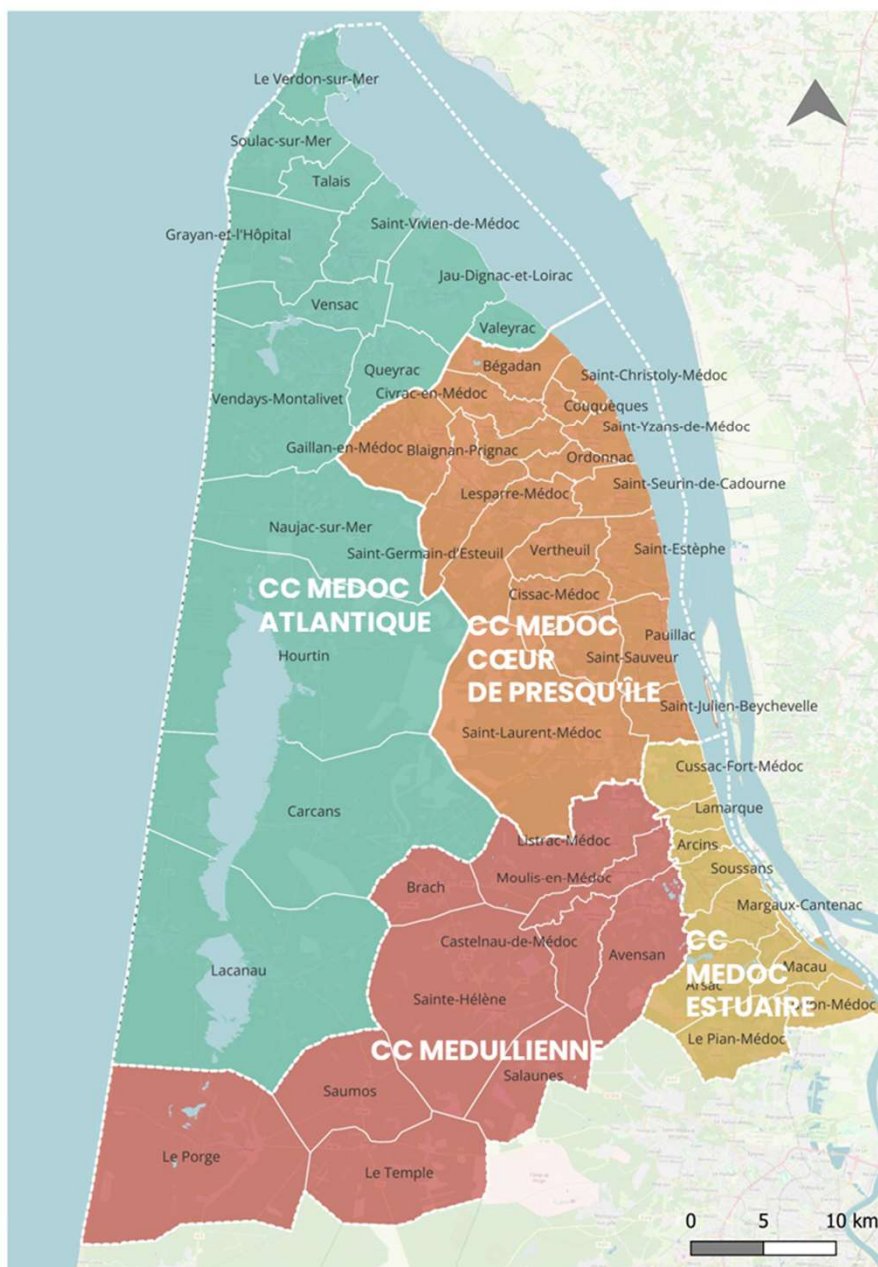 Le Verdon-sur-Mer
Soulac-sur-Mer
Talais
Saint-Vivien-de-Médoc
Grayan-et-l'Hôpital
Jau-Dignac-et-Loirac
Vensac
Valeyrac
Bégadan
Queyrac
Saint-Christoly-Médoc
Civrac-en-Médoc
Vendays-Montalivet
Couquèques
Saint-Yzans-de-Médoc
Gaillan-en-Médoc
Blaignan-Prignac
Ordonnac
Lesparre-Médoc
Saint-Seurin-de-Cadourne
Naujac-sur-Mer
Saint-Germain-d'Esteuil
Vertheuil
Saint-Estèphe
CC MEDOC
ATLANTIQUE
Cissac-Médoc
CC MEDOC
CŒUR
DE PRESQU'ÎLE
Pauillac
Hourtin
Saint-Sauveur
Saint-Julien-Beychevelle
Saint-Laurent-Médoc
Cussac-Fort-Médoc
Lamarque
Carcans
Listrac-Médoc
Arcins
Soussans
Moulis-en-Médoc
Brach
Margaux-Cantenac
Castelnau-de-Médoc
CC
MEDOC
ESTUAIRE
Avensan
Macau
Lacanau
Arsac
Sainte-Hélène
on-Médoc
Le Pian-Médoc
CC MEDULLIENNE
Salaunes
Saumos
Le Porge
Le Temple
0 5 10 km